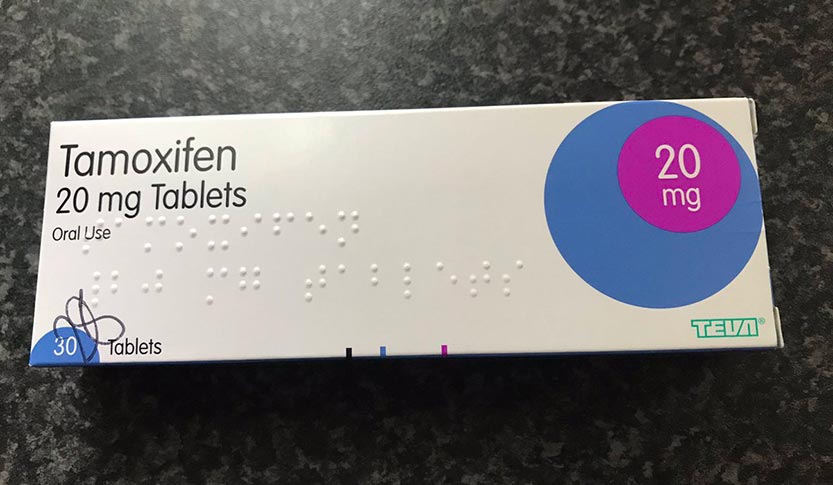 Tamoxifen
20 mg Tablets
Oral Use
30 Tablets
20
mg
TEVA®